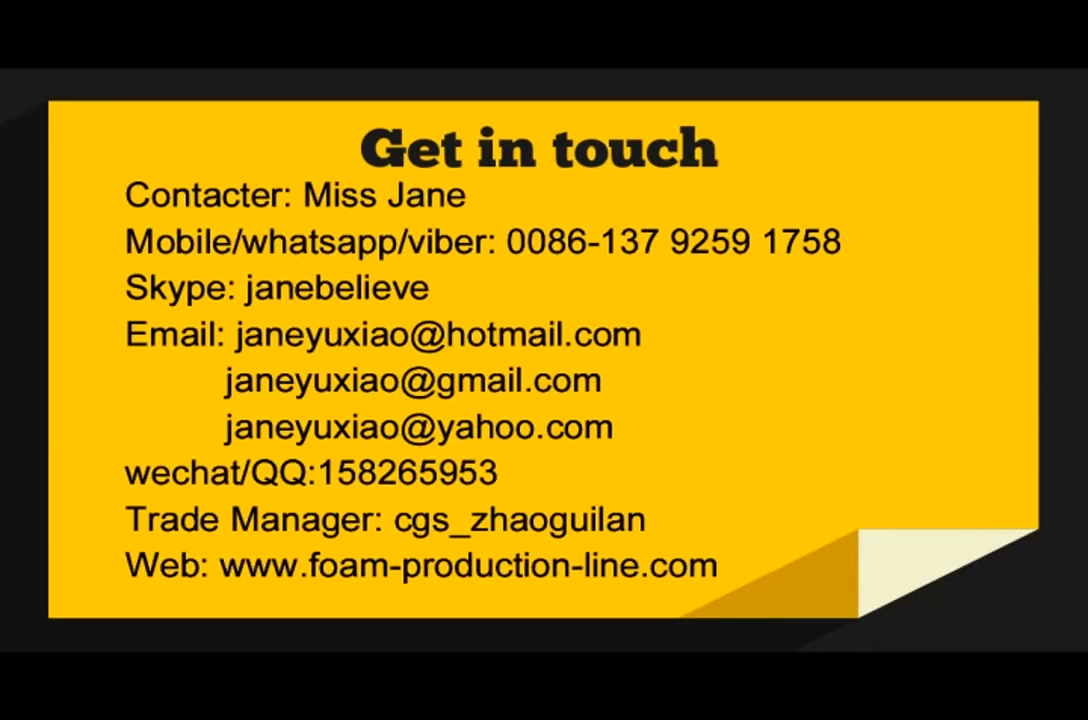 Get in touch
Contacter: Miss Jane
Mobile/whatsapp/viber: 0086-137 9259 1758
Skype: janebelieve
Email: janeyuxiao@hotmail.com
janeyuxiao@gmail.com
janeyuxiao@yahoo.com
wechat/QQ:158265953
Trade Manager: cgs_zhaoguilan
Web: www.foam-production-line.com